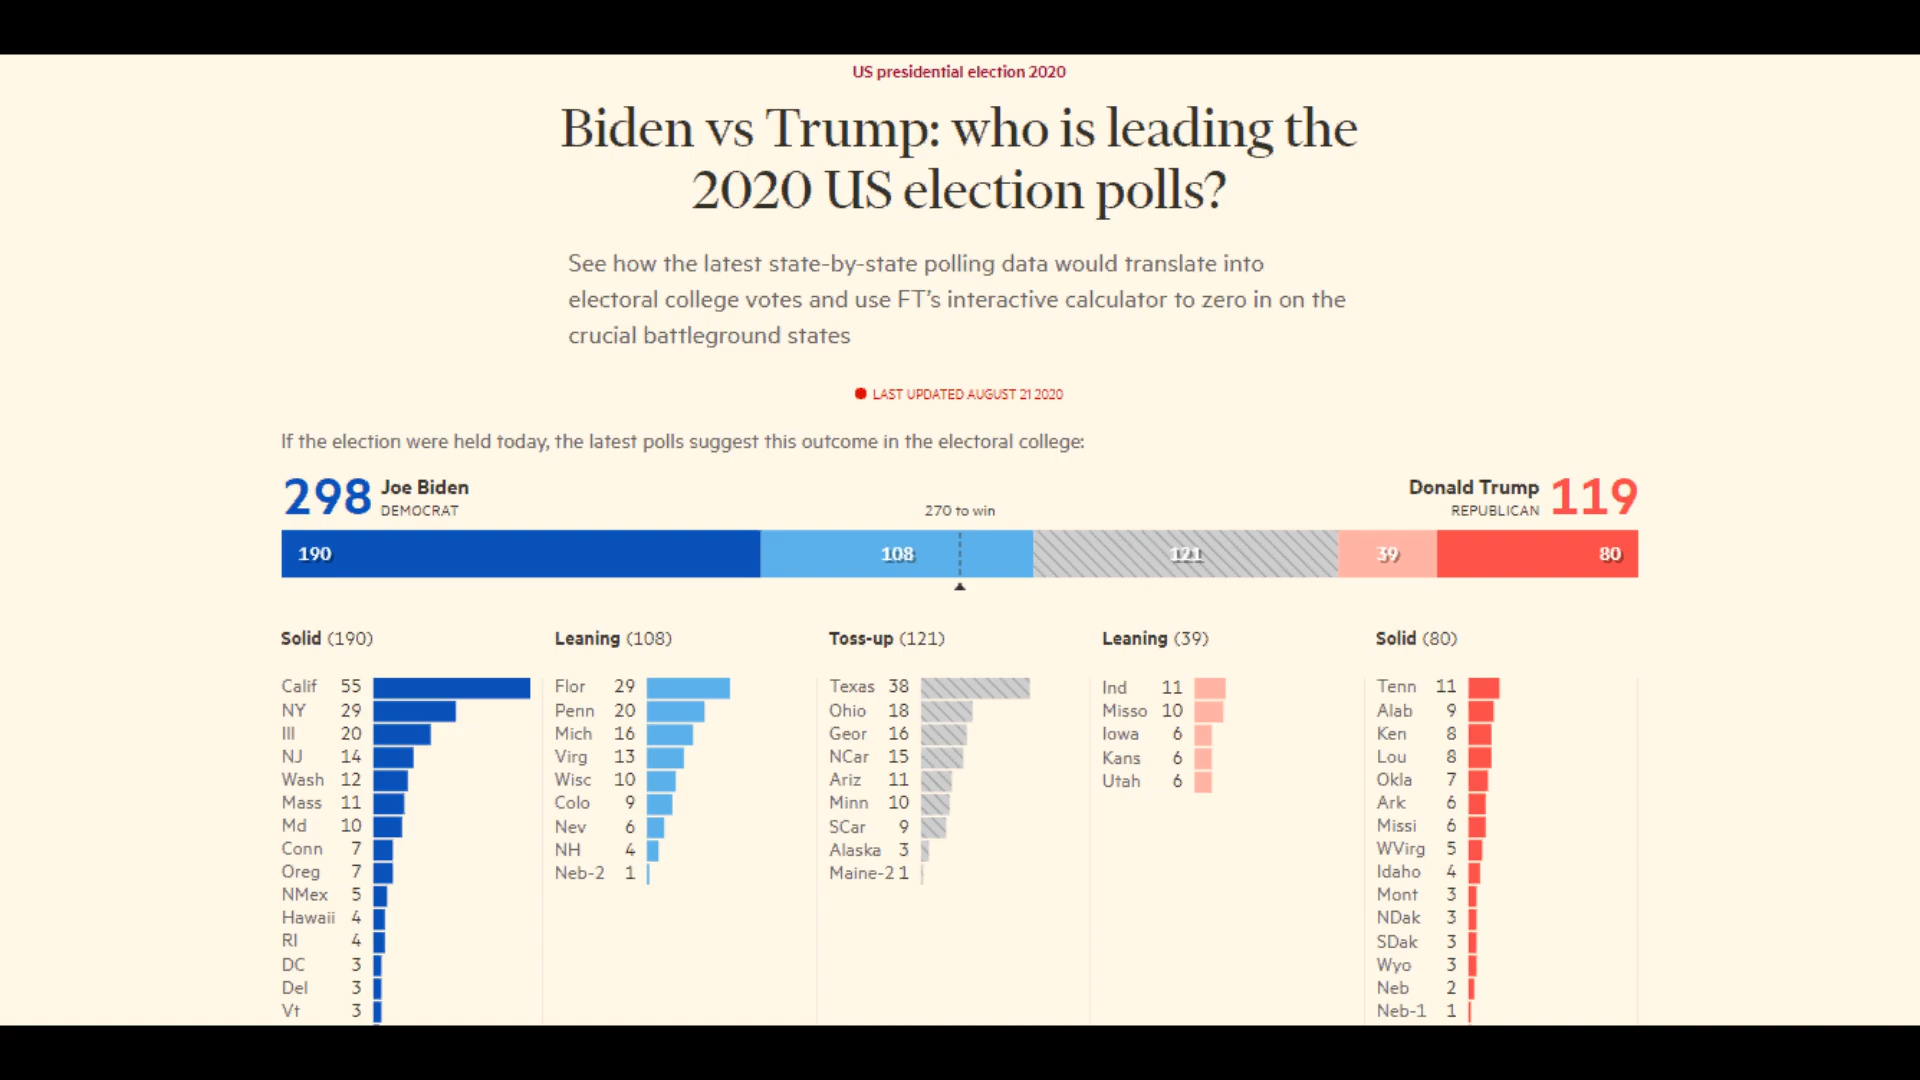 US presidential election 2020
Biden vs Trump: who is leading the
2020 US election polls?
See how the latest state-by-state polling data would translate into
electoral college votes and use FT's interactive calculator to zero in on the
crucial battleground states
LAST UPDATED AUGUST 21 2020
If the election were held today, the latest polls suggest this outcome in the electoral college:
298 Joe Biden
DEMOCRAT
270 to win
Donald Trump 119
REPUBLICAN
190 108 121 39 80
Solid (190)
Calif 55
NY 29
Ill 20
NJ 14
Wash 12
Mass 11
Md 10
Conn 7
Oreg 7
NMex 5
Hawaii 4
RI 4
DC 3
Del 3
Vt 3
Leaning (108)
Flor 29
Penn 20
Mich 16
Virg 13
Wisc 10
Colo 9
Nev 6
NH 4
Neb-2 1
Toss-up (121)
Texas 38
Ohio 18
Geor 16
NCar 15
Ariz 11
Minn 10
SCar 9
Alaska 3
Maine-2 1
Leaning (39)
Ind 11
Misso 10
Iowa 6
Kans 6
Utah 6
Solid (80)
Tenn 11
Alab 9
Ken 8
Lou 8
Okla 7
Ark 6
Missi 6
WVirg 5
Idaho 4
Mont 3
NDak 3
SDak 3
Wyo 3
Neb 2
Neb-1 1